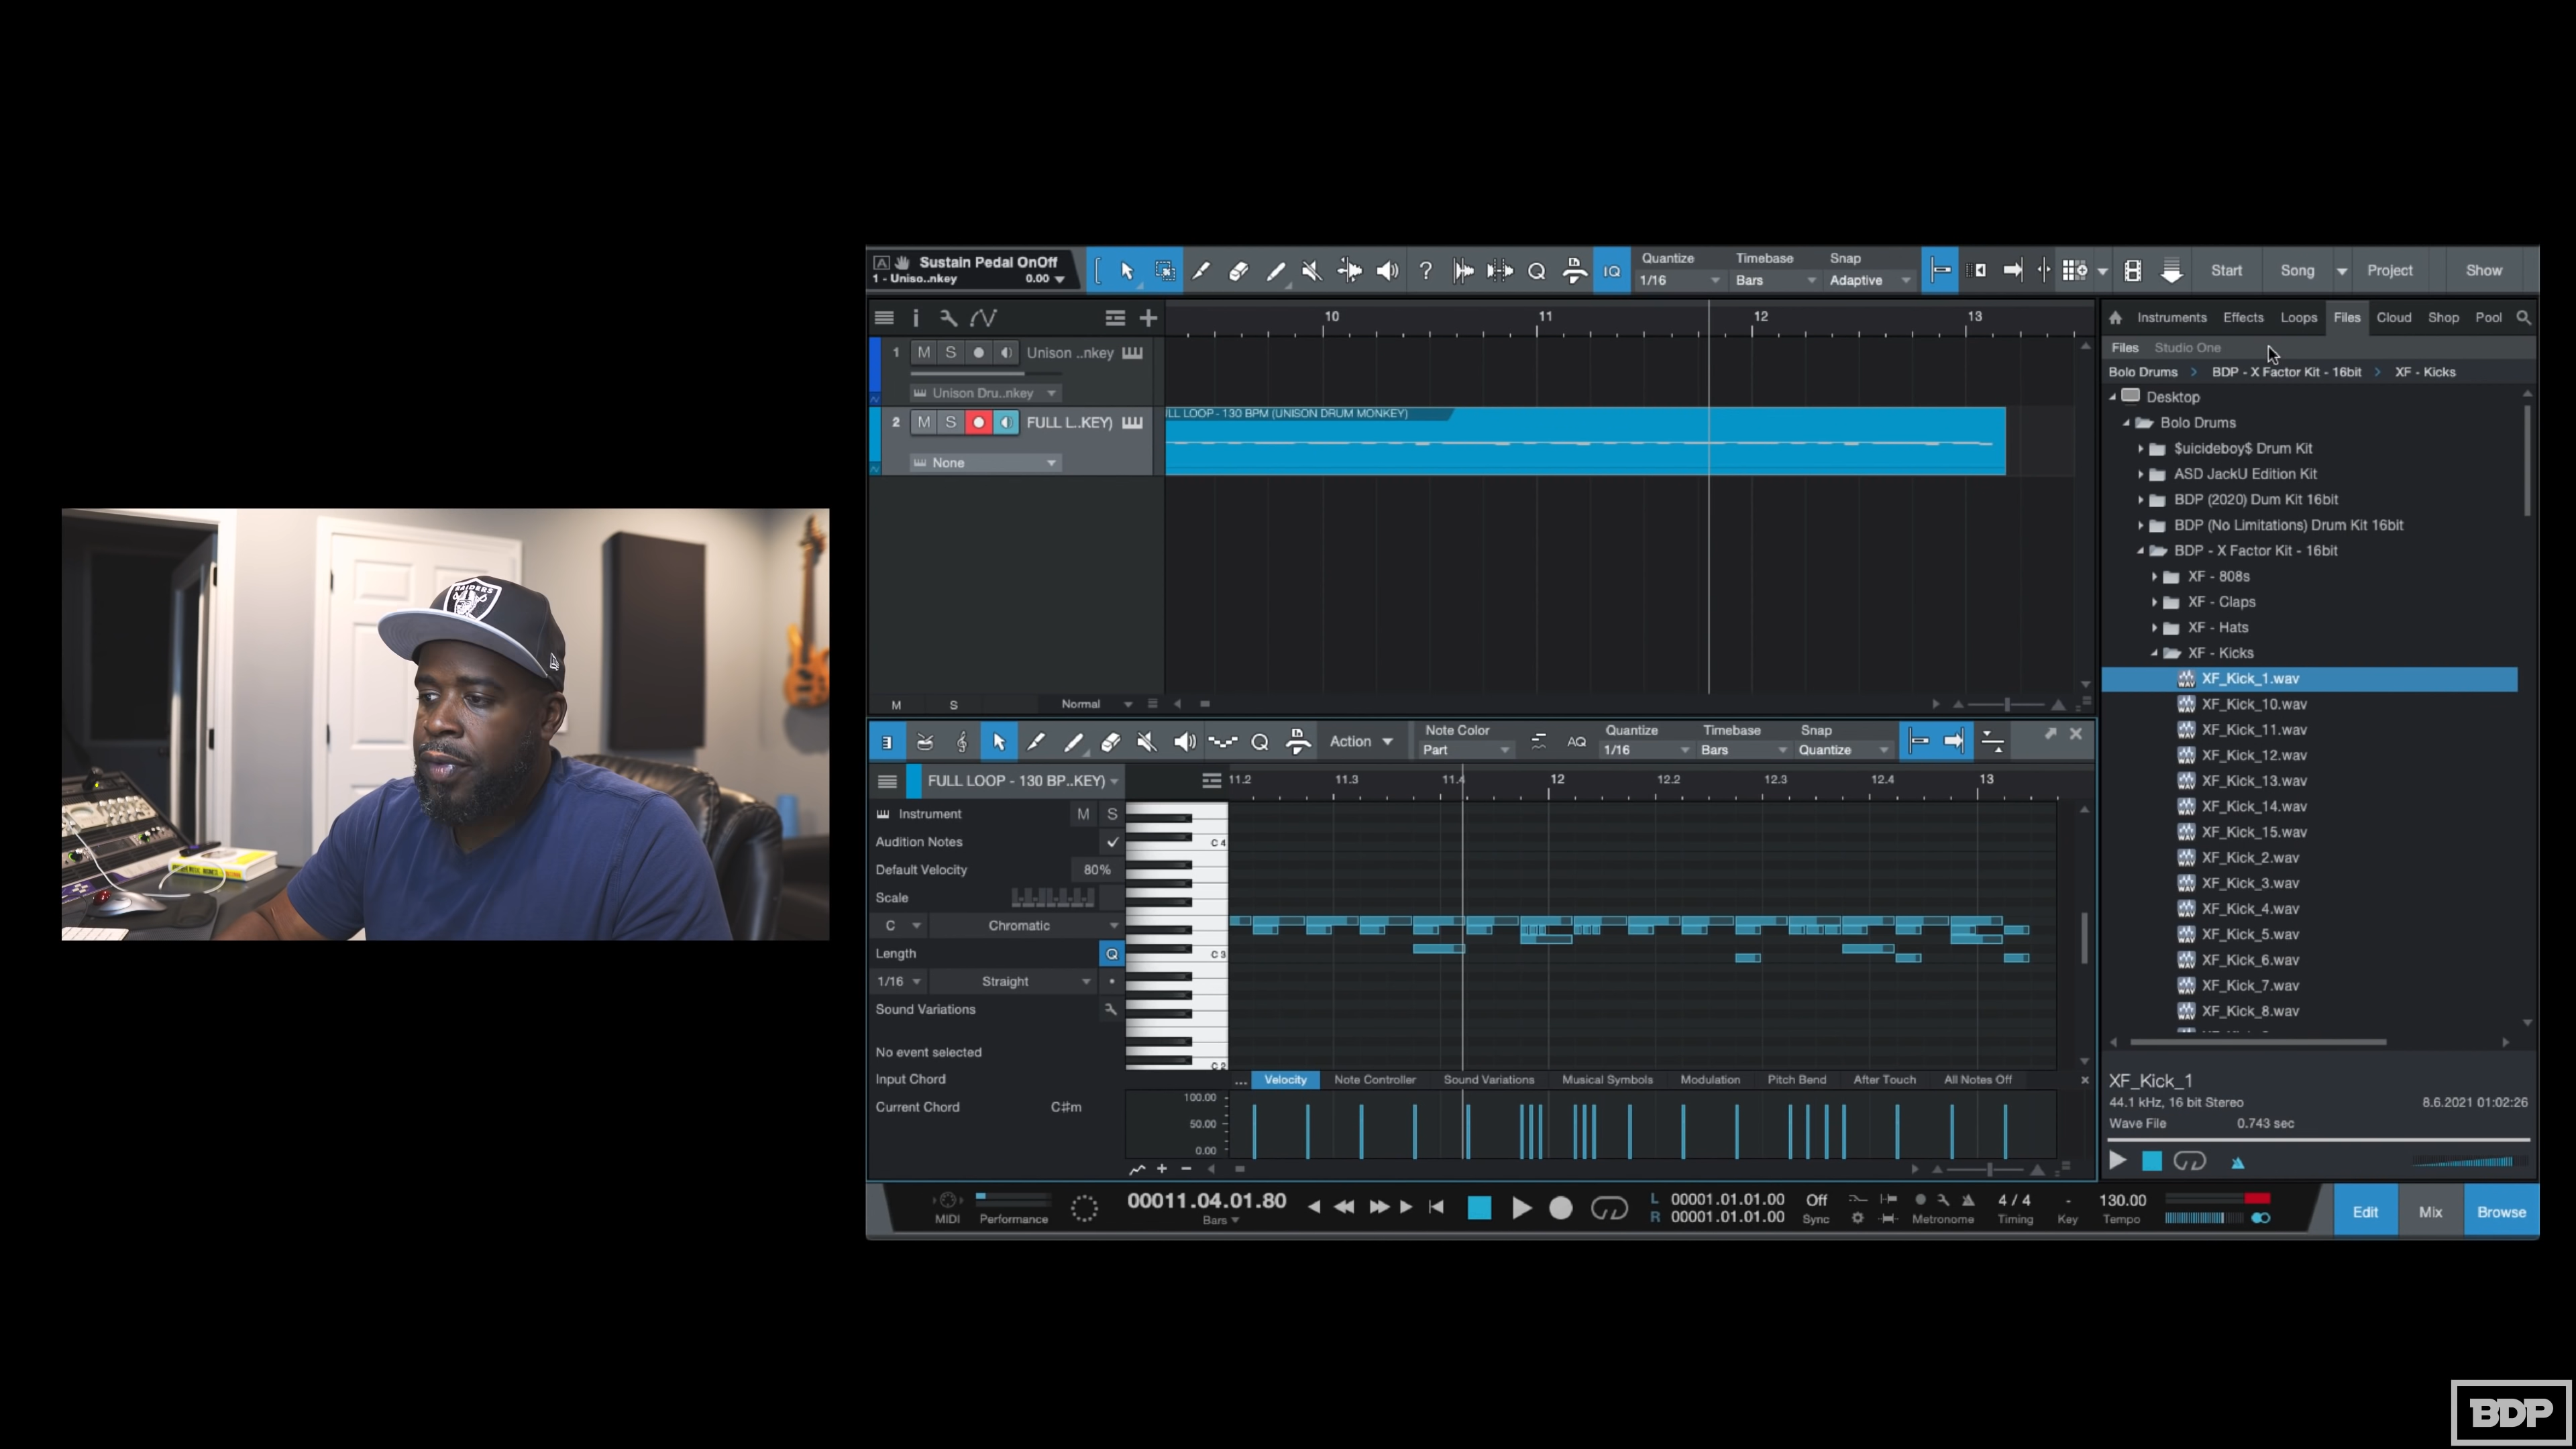 RAIDERS
Sustain Pedal OnOff
1 - Uniso..nkey 0.00
Quantize
1/16
Timebase
Bars
Snap
Adaptive
IQ
Start
Song
Project
Show
10 11 12 13
1 M S Unison ..nkey
Unison Dru..nkey
2 M S FULL L..KEY)
None
LL LOOP - 130 BPM (UNISON DRUM MONKEY)
M S Normal
Action
Note Color
Part
AQ
Quantize
1/16
Timebase
Bars
Snap
Quantize
FULL LOOP - 130 BP..KEY)
11.2 11.3 11.4 12 12.2 12.3 12.4 13
Instrument M S
Audition Notes
Default Velocity 80%
Scale
C Chromatic
Length Q
1/16 Straight
Sound Variations
No event selected
Input Chord
Current Chord C#m
C 4
C 3
C 2
... Velocity Note Controller Sound Variations Musical Symbols Modulation Pitch Bend After Touch All Notes Off
100.00
50.00
0.00
Instruments Effects Loops Files Cloud Shop Pool
Files Studio One
Bolo Drums > BDP - X Factor Kit - 16bit > XF - Kicks
Desktop
Bolo Drums
$uicideboy$ Drum Kit
ASD JackU Edition Kit
BDP (2020) Dum Kit 16bit
BDP (No Limitations) Drum Kit 16bit
BDP - X Factor Kit - 16bit
XF - 808s
XF - Claps
XF - Hats
XF - Kicks
XF_Kick_1.wav
XF_Kick_10.wav
XF_Kick_11.wav
XF_Kick_12.wav
XF_Kick_13.wav
XF_Kick_14.wav
XF_Kick_15.wav
XF_Kick_2.wav
XF_Kick_3.wav
XF_Kick_4.wav
XF_Kick_5.wav
XF_Kick_6.wav
XF_Kick_7.wav
XF_Kick_8.wav
XF_Kick_1
44.1 kHz, 16 bit Stereo 8.6.2021 01:02:26
Wave File 0.743 sec
MIDI
Performance
00011.04.01.80
Bars
L 00001.01.01.00
R 00001.01.01.00
Off
Sync
Metronome
4 / 4
Timing
-
Key
130.00
Tempo
Edit
Mix
Browse
BDP